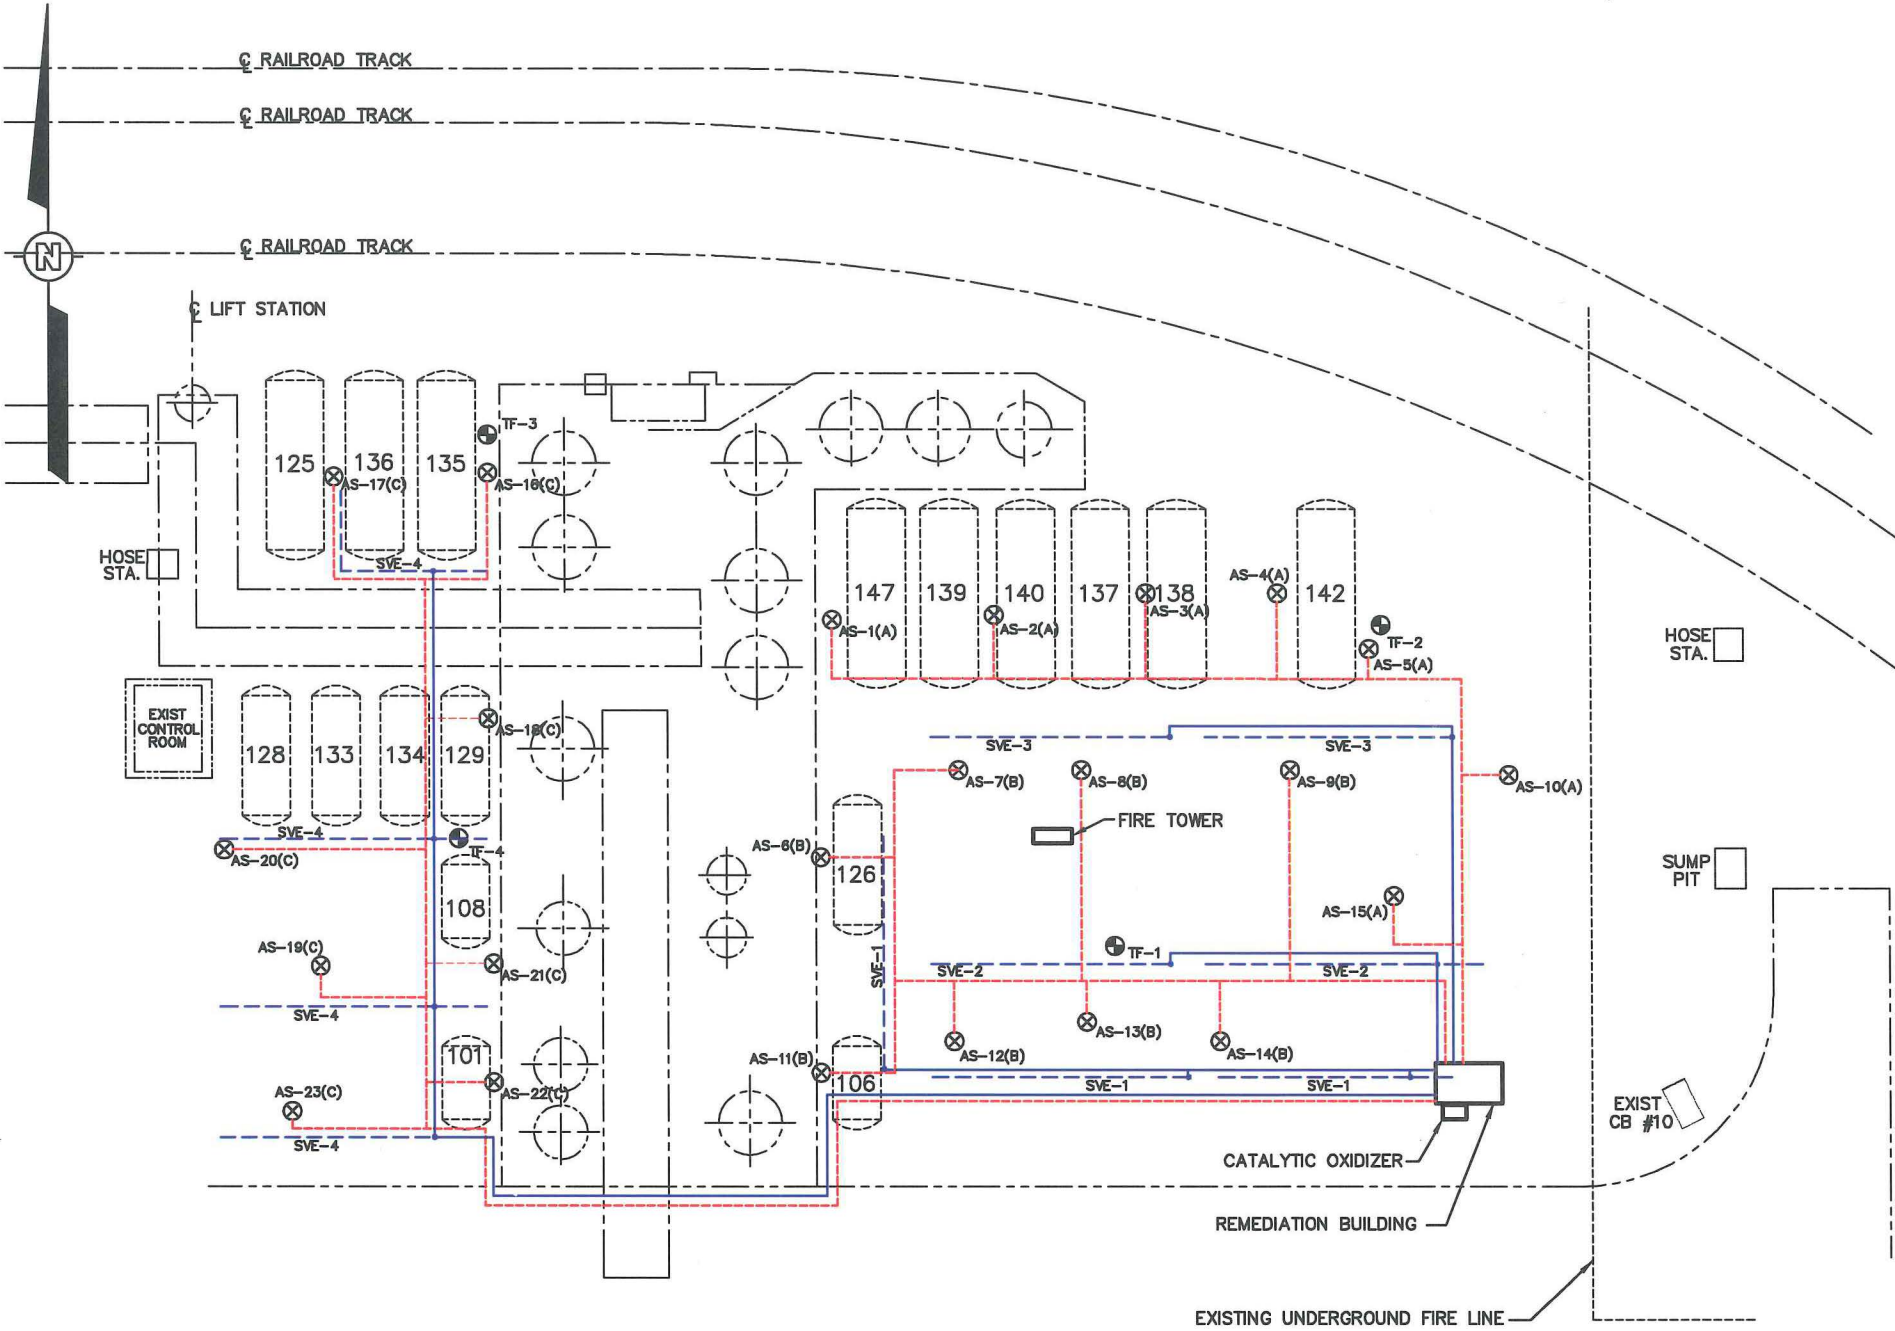 ℄ RAILROAD TRACK
℄ RAILROAD TRACK
℄ RAILROAD TRACK
N
℄ LIFT STATION
TF-3
125
136
135
AS-17(C)
AS-16(C)
HOSE
STA.
SVE-4
147
139
140
137
138
142
AS-4(A)
AS-1(A)
AS-2(A)
AS-3(A)
TF-2
AS-5(A)
HOSE
STA.
EXIST
CONTROL
ROOM
128
133
134
129
AS-18(C)
SVE-3
SVE-3
AS-7(B)
AS-8(B)
AS-9(B)
AS-10(A)
FIRE TOWER
SVE-4
TF-4
AS-20(C)
AS-6(B)
126
SUMP
PIT
108
AS-15(A)
AS-19(C)
AS-21(C)
SVE-1
TF-1
SVE-2
SVE-2
SVE-4
AS-13(B)
AS-12(B)
AS-14(B)
101
AS-11(B)
106
SVE-1
SVE-1
AS-23(C)
AS-22(C)
EXIST
CB #10
SVE-4
CATALYTIC OXIDIZER
REMEDIATION BUILDING
EXISTING UNDERGROUND FIRE LINE